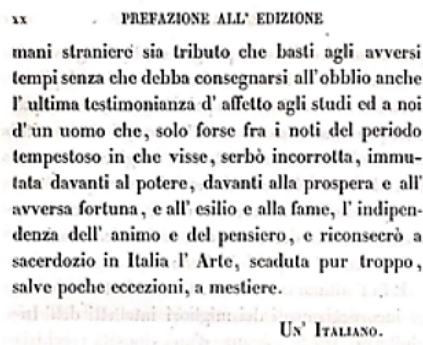 xx PREFAZIONE ALL' EDIZIONE
mani straniere sia tributo che basti agli avversi
tempi senza che debba consegnarsi all'obblio anche
l'ultima testimonianza d' affetto agli studi ed a noi
d'un uomo che, solo forse fra i noti del periodo
tempestoso in che visse, serbò incorrotta, immu-
tata davanti al potere, davanti alla prospera e all'
avversa fortuna, e all' esilio e alla fame, l' indipen-
denza dell' animo e del pensiero, e riconsecrò a
sacerdozio in Italia l' Arte, scaduta pur troppo,
salve poche eccezioni, a mestiere.
UN' ITALIANO.